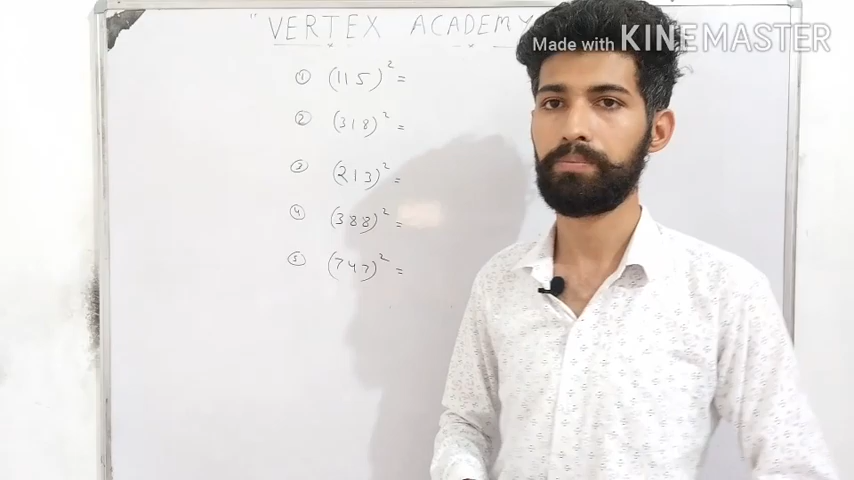 "VERTEX ACADEMY
Made with KINEMASTER
① (115)² =
② (318)² =
③ (213)² =
④ (388)² =
⑤ (747)² =